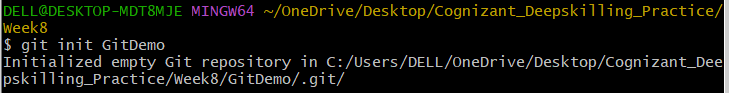 DELL@DESKTOP-MDT8MJE MINGW64 ~/OneDrive/Desktop/Cognizant_Deepskilling_Practice/
Week8
$ git init GitDemo
Initialized empty Git repository in C:/Users/DELL/OneDrive/Desktop/Cognizant_Dee
pskilling_Practice/Week8/GitDemo/.git/